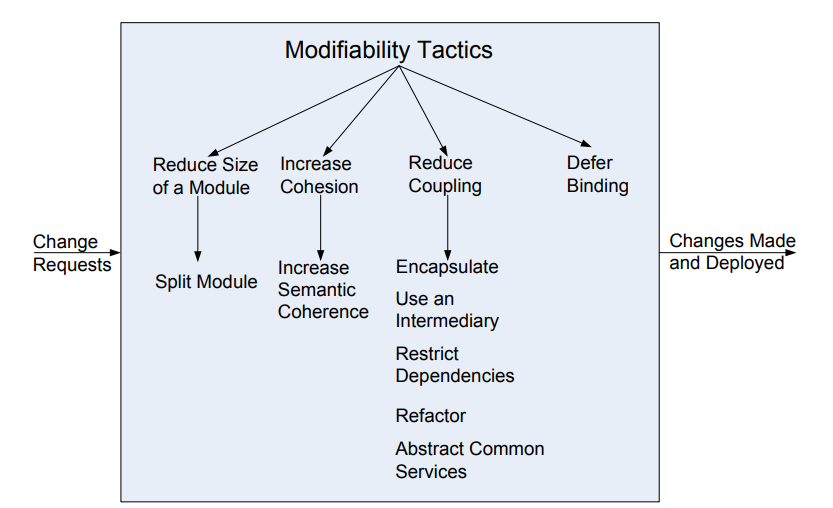 Modifiability Tactics
Reduce Size
of a Module
Increase
Cohesion
Reduce
Coupling
Defer
Binding
Change
Requests
Changes Made
and Deployed
Split Module
Increase
Semantic
Coherence
Encapsulate
Use an
Intermediary
Restrict
Dependencies
Refactor
Abstract Common
Services